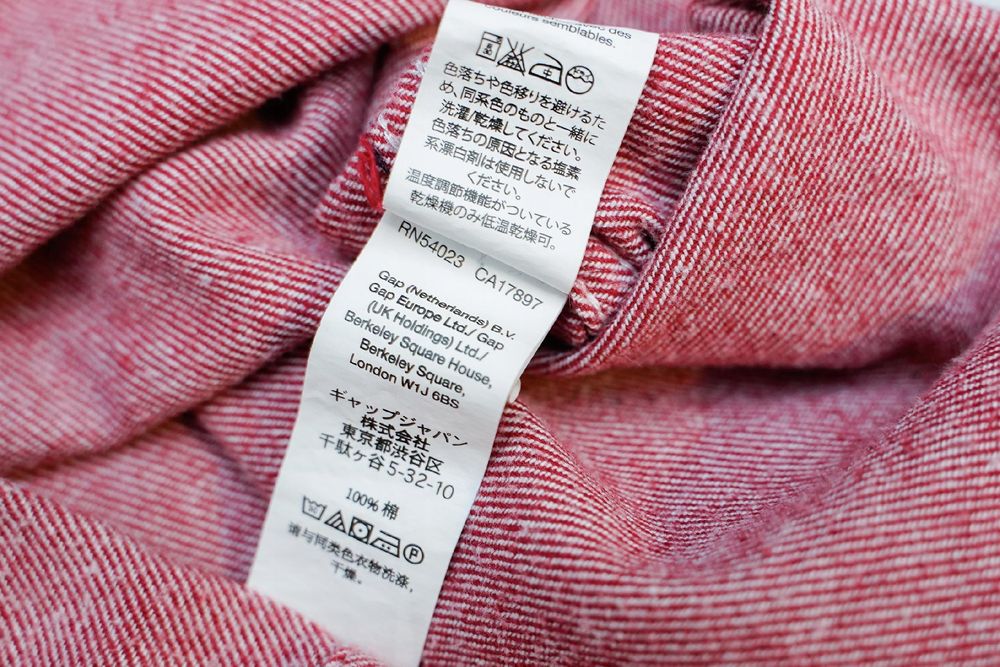 des
couleurs semblables.
色落ちや色移りを避けるた
め、同系色のものと一緒に
洗濯/乾燥してください。
色落ちの原因となる塩素
系漂白剤は使用しないで
ください。
温度調節機能がついている
乾燥機のみ低温乾燥可。
RN54023 CA17897
Gap (Netherlands) B.V.
Gap Europe Ltd./ Gap
(UK Holdings) Ltd./
Berkeley Square House,
Berkeley Square,
London W1J 6BS
ギャップジャパン
株式会社
東京都渋谷区
千駄ヶ谷5-32-10
100% 棉
P
请与同类色衣物洗涤,
干燥。